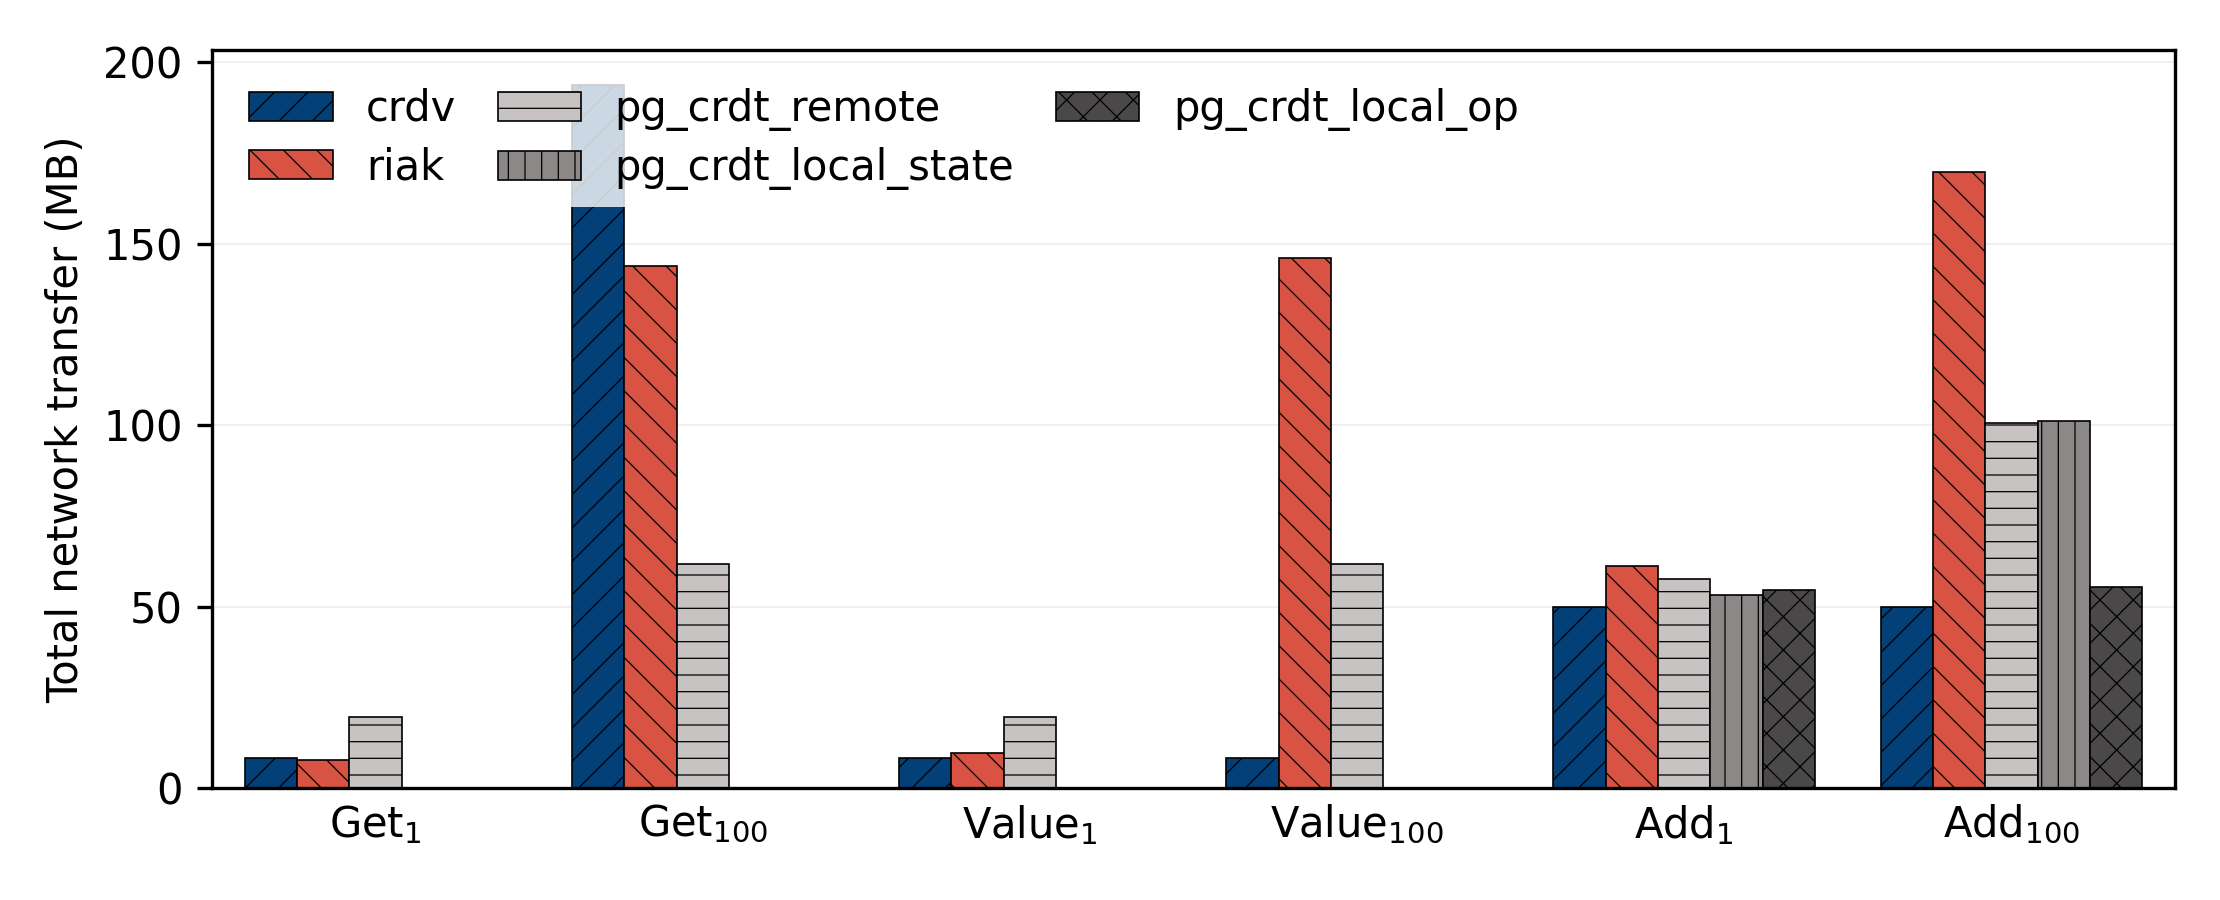 200
150
100
50
0
Total network transfer (MB)
crdv
riak
pg_crdt_remote
pg_crdt_local_state
pg_crdt_local_op
Get₁
Get₁₀₀
Value₁
Value₁₀₀
Add₁
Add₁₀₀